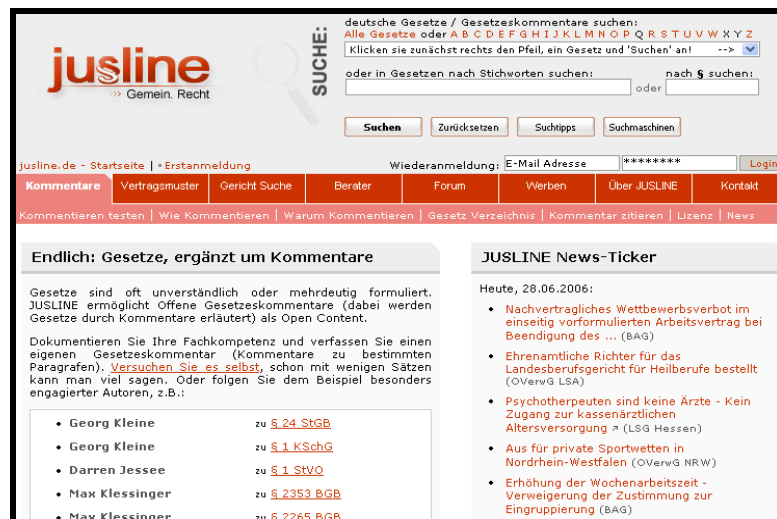 deutsche Gesetze / Gesetzeskommentare suchen:
Alle Gesetze oder A B C D E F G H I J K L M N O P Q R S T U V W X Y Z
SUCHE:
Klicken sie zunächst rechts den Pfeil, ein Gesetz und 'Suchen' an! -->
jusline
>>> Gemein. Recht
oder in Gesetzen nach Stichworten suchen: nach § suchen:
oder
Suchen Zurücksetzen Suchtipps Suchmaschinen
jusline.de - Startseite | Erstanmeldung Wiederanmeldung: E-Mail Adresse ******** Login
Kommentare Vertragsmuster Gericht Suche Berater Forum Werben Über JUSLINE Kontakt
Kommentieren testen | Wie Kommentieren | Warum Kommentieren | Gesetz Verzeichnis | Kommentar zitieren | Lizenz | News
Endlich: Gesetze, ergänzt um Kommentare
Gesetze sind oft unverständlich oder mehrdeutig formuliert.
JUSLINE ermöglicht Offene Gesetzeskommentare (dabei werden
Gesetze durch Kommentare erläutert) als Open Content.
Dokumentieren Sie Ihre Fachkompetenz und verfassen Sie einen
eigenen Gesetzeskommentar (Kommentare zu bestimmten
Paragrafen). Versuchen Sie es selbst, schon mit wenigen Sätzen
kann man viel sagen. Oder folgen Sie dem Beispiel besonders
engagierter Autoren, z.B.:
• Georg Kleine zu § 24 StGB
• Georg Kleine zu § 1 KSchG
• Darren Jessee zu § 1 StVO
• Max Klessinger zu § 2353 BGB
• Max Klessinger zu § 2265 BGB
JUSLINE News-Ticker
Heute, 28.06.2006:
• Nachvertragliches Wettbewerbsverbot im
einseitig vorformulierten Arbeitsvertrag bei
Beendigung des ... (BAG)
• Ehrenamtliche Richter für das
Landesberufsgericht für Heilberufe bestellt
(OVerwG LSA)
• Psychotherapeuten sind keine Ärzte - Kein
Zugang zur kassenärztlichen
Altersversorgung ↗ (LSG Hessen)
• Aus für private Sportwetten in
Nordrhein-Westfalen (OVerwG NRW)
• Erhöhung der Wochenarbeitszeit -
Verweigerung der Zustimmung zur
Eingruppierung (BAG)